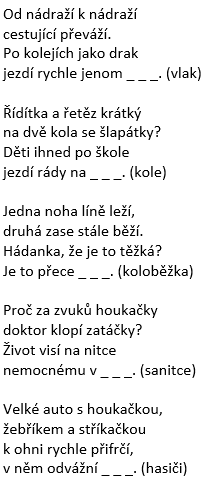 Od nádraží k nádraží
cestující převáží.
Po kolejích jako drak
jezdí rychle jenom _ _ _. (vlak)
Řídítka a řetěz krátký
na dvě kola se šlapátky?
Děti ihned po škole
jezdí rády na _ _ _. (kole)
Jedna noha líně leží,
druhá zase stále běží.
Hádanka, že je to těžká?
Je to přece _ _ _. (koloběžka)
Proč za zvuků houkačky
doktor klopí zatáčky?
Život visí na nitce
nemocnému v _ _ _. (sanitce)
Velké auto s houkačkou,
žebříkem a stříkačkou
k ohni rychle přifrčí,
v něm odvážní _ _ _. (hasiči)